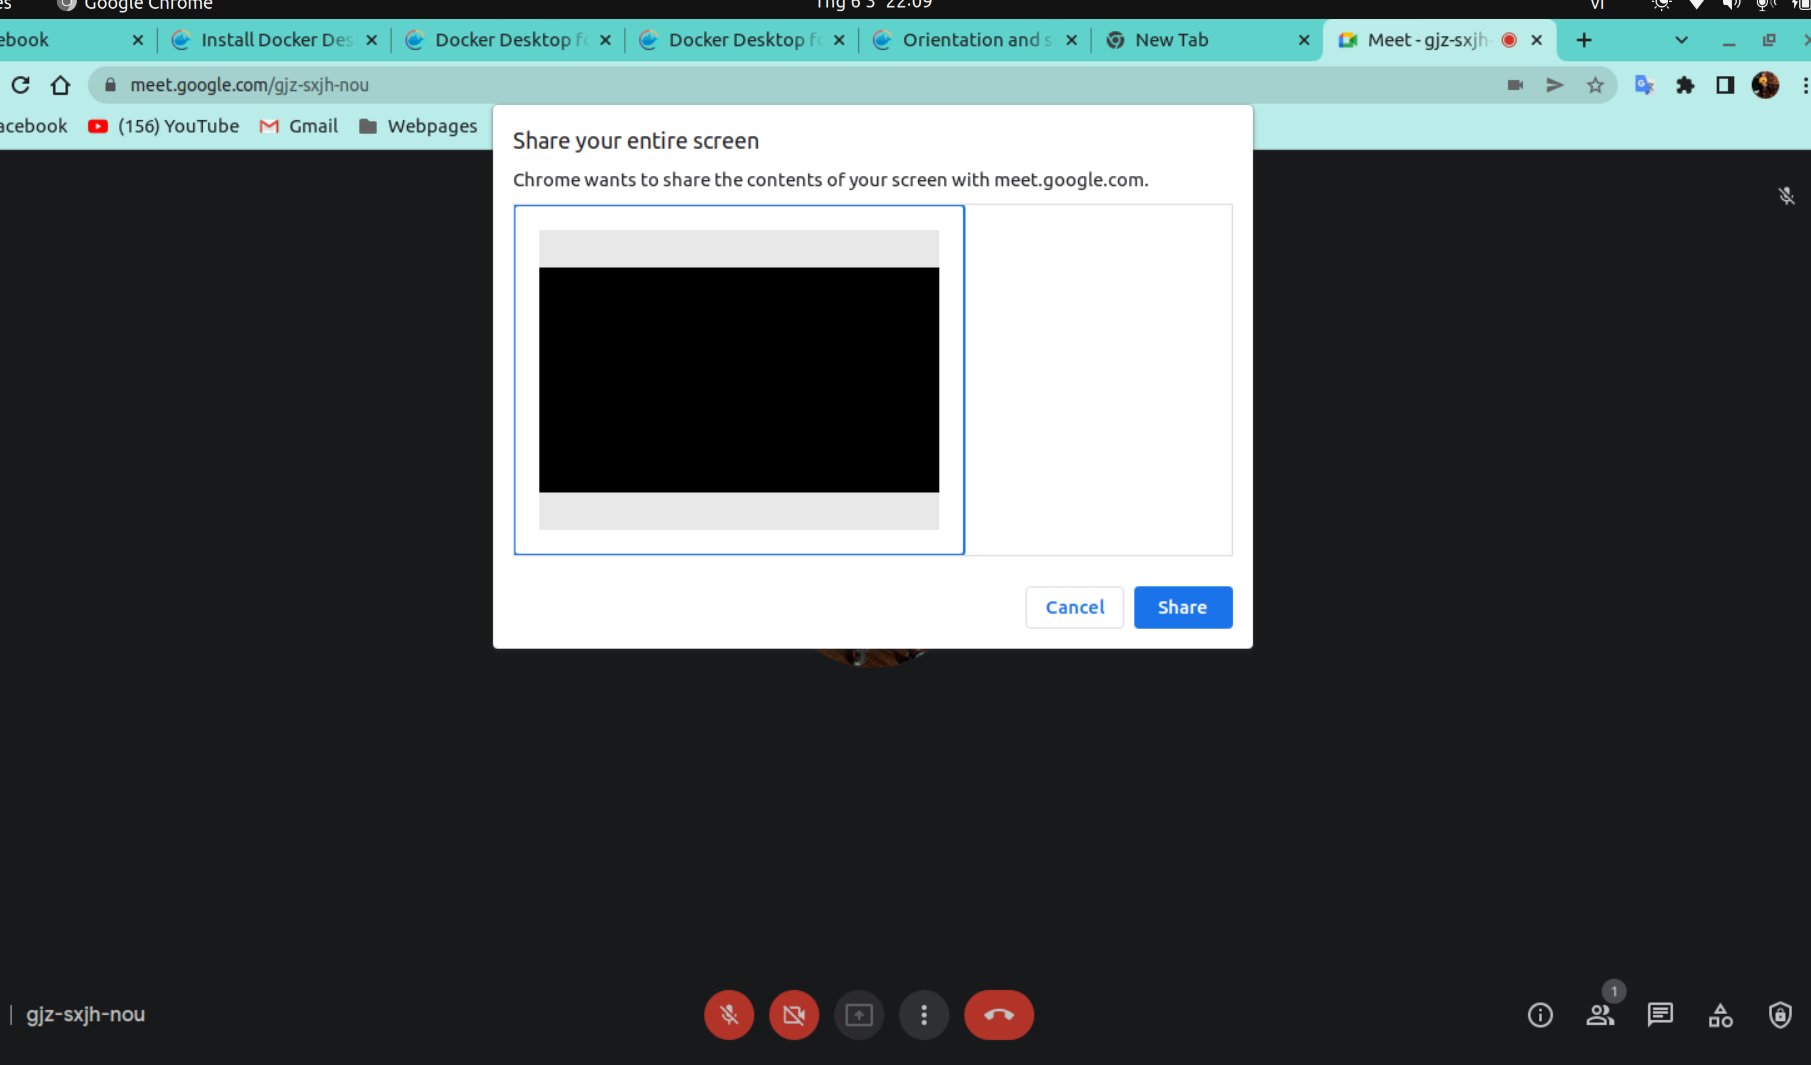 es Google Chrome Thg 6 3 22:09 vi
ebook Install Docker Des Docker Desktop fo Docker Desktop fo Orientation and s New Tab Meet - gjz-sxjh-
meet.google.com/gjz-sxjh-nou
acebook (156) YouTube Gmail Webpages
Share your entire screen
Chrome wants to share the contents of your screen with meet.google.com.
Cancel Share
gjz-sxjh-nou
1